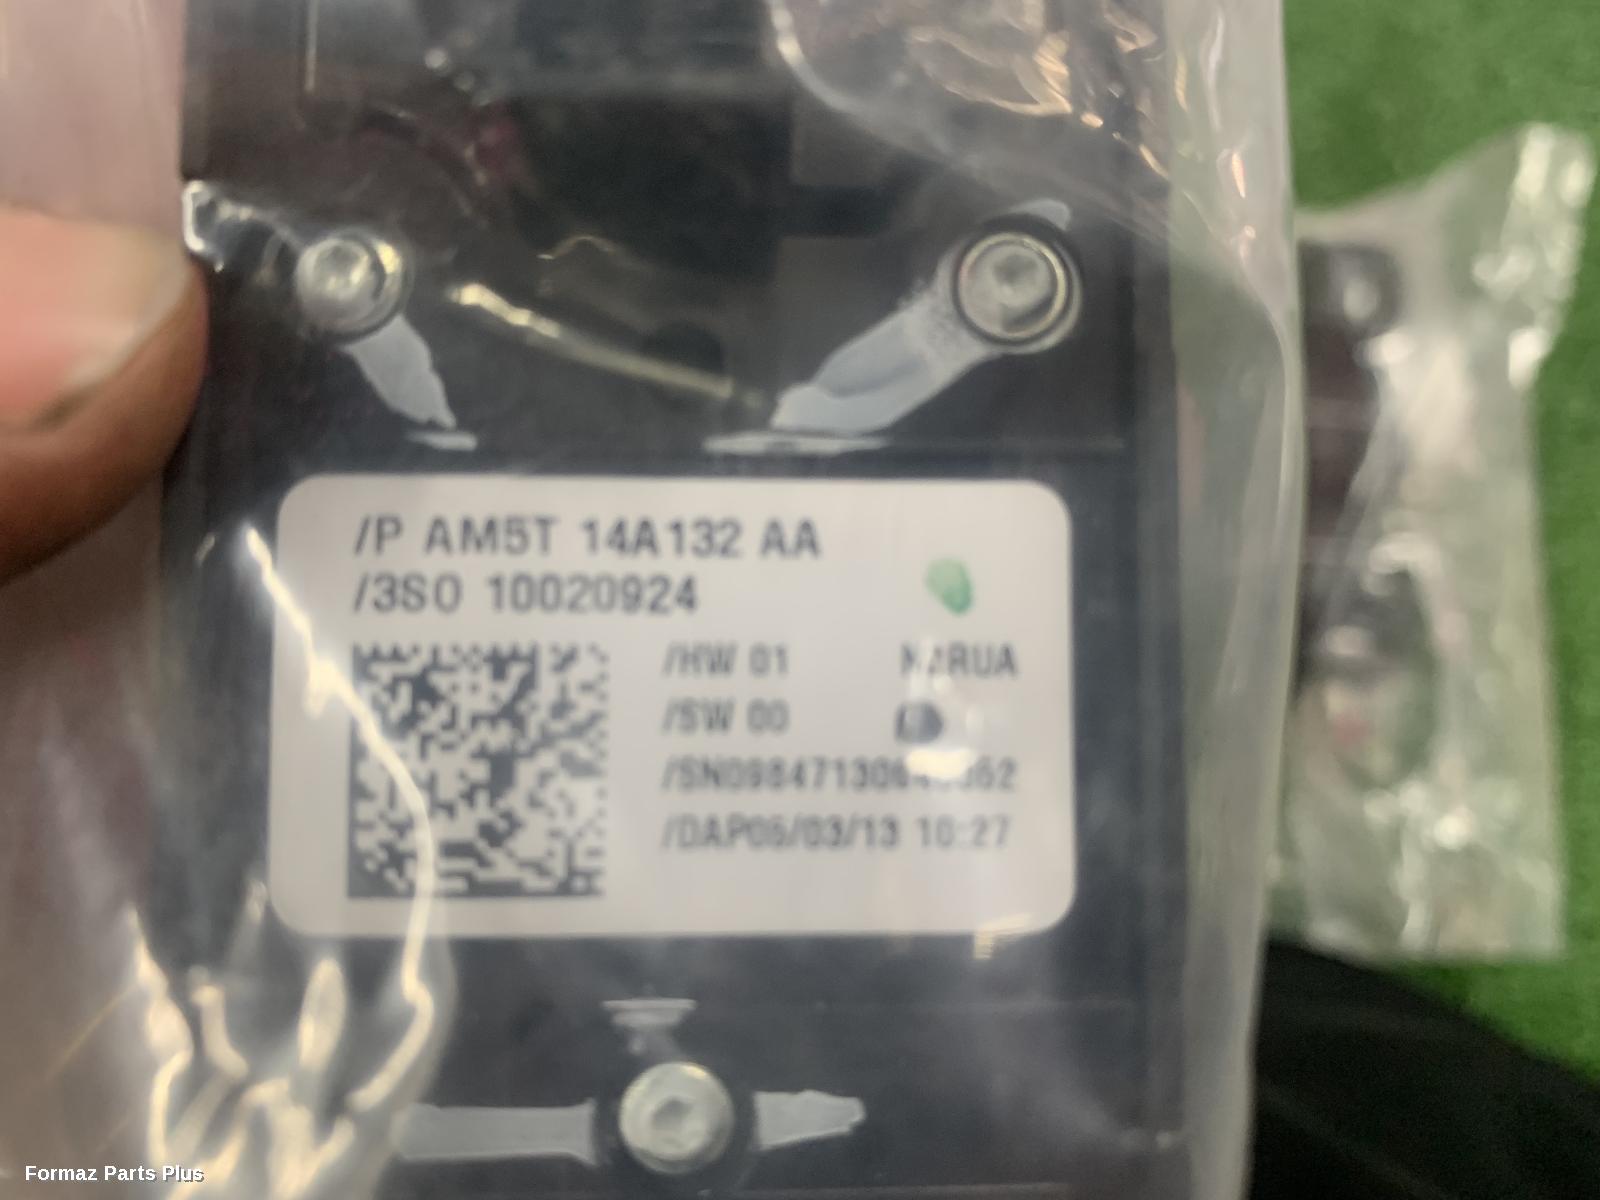 /P AM5T 14A132 AA
/3S0 10020924
/HW 01
/SW 00
/DAP05/03/13 10:27
Formaz Parts Plus